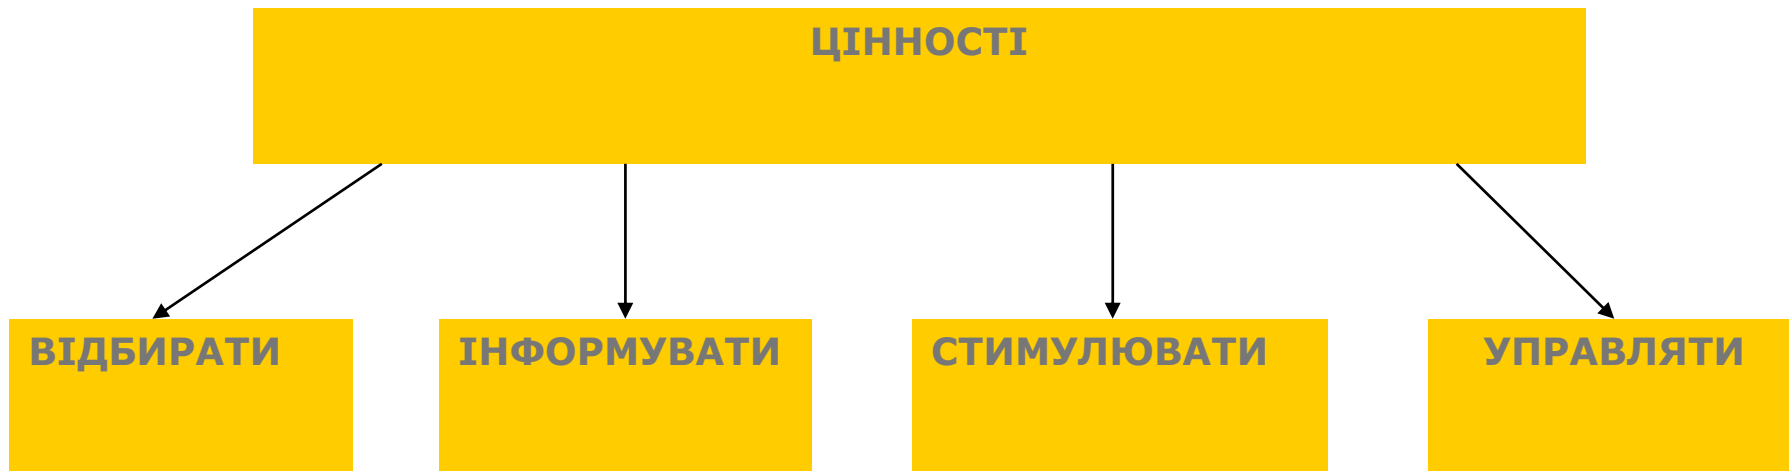 ЦІННОСТІ
ВІДБИРАТИ
ІНФОРМУВАТИ
СТИМУЛЮВАТИ
УПРАВЛЯТИ